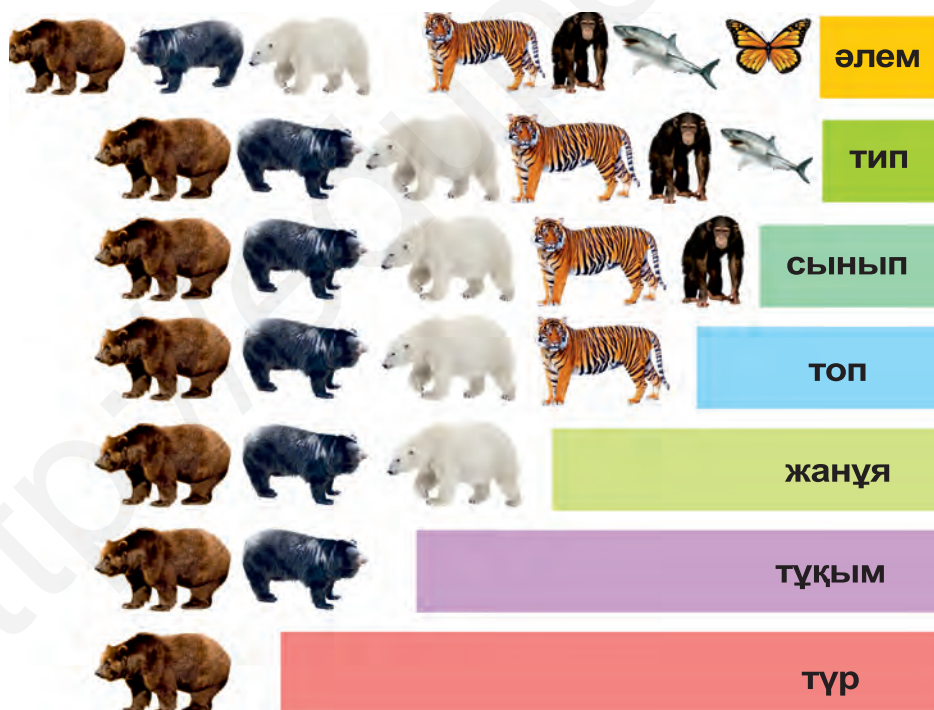 әлем
тип
сынып
топ
жанұя
тұқым
түр